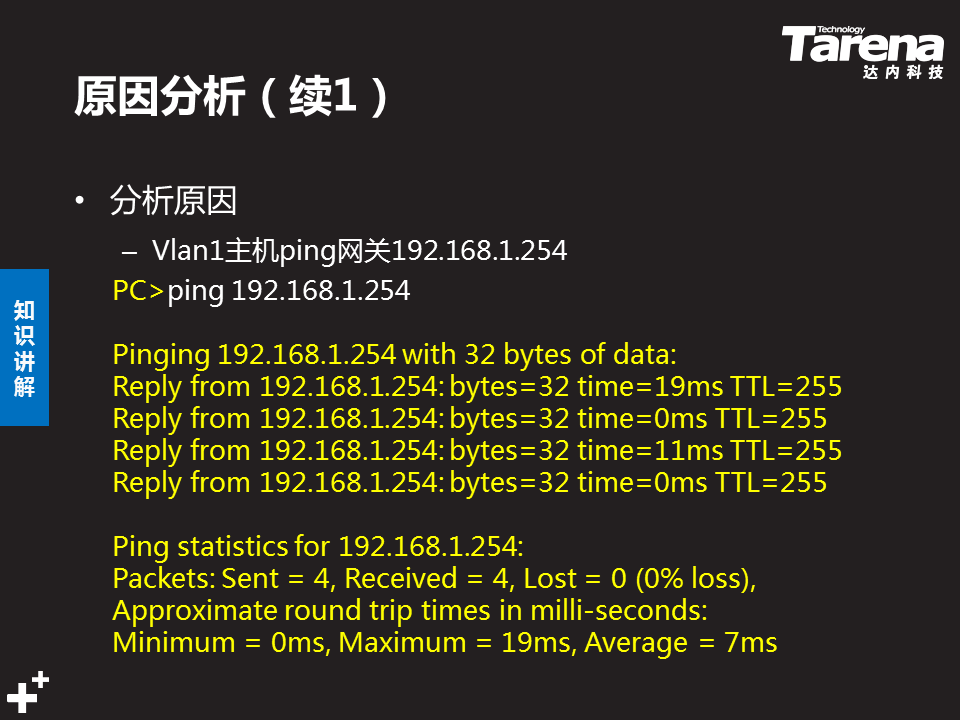 Technology
Tarena
达内科技
原因分析（续1）
• 分析原因
– Vlan1主机ping网关192.168.1.254
PC>ping 192.168.1.254
Pinging 192.168.1.254 with 32 bytes of data:
Reply from 192.168.1.254: bytes=32 time=19ms TTL=255
Reply from 192.168.1.254: bytes=32 time=0ms TTL=255
Reply from 192.168.1.254: bytes=32 time=11ms TTL=255
Reply from 192.168.1.254: bytes=32 time=0ms TTL=255
Ping statistics for 192.168.1.254:
Packets: Sent = 4, Received = 4, Lost = 0 (0% loss),
Approximate round trip times in milli-seconds:
Minimum = 0ms, Maximum = 19ms, Average = 7ms
知识讲解